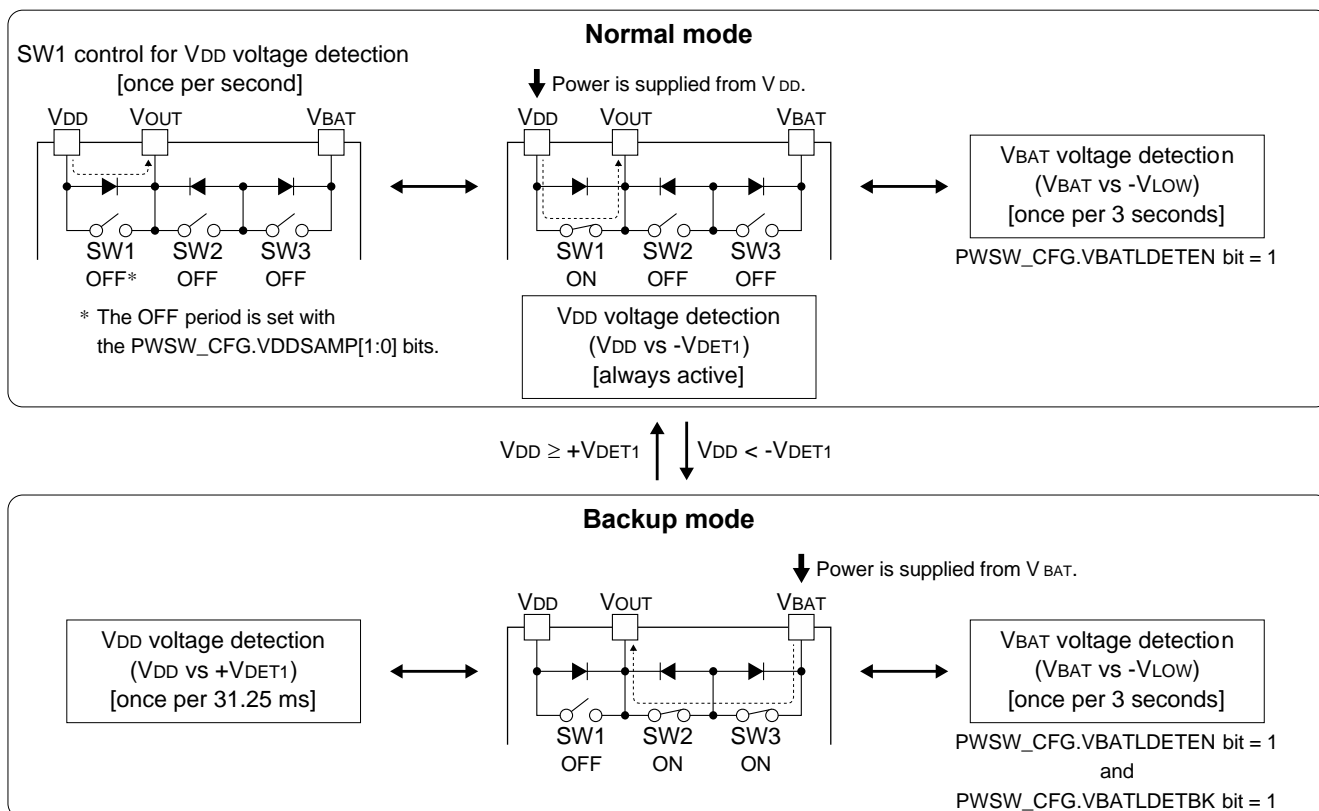 Normal mode
SW1 control for VDD voltage detection
[once per second]
VDD VOUT VBAT
SW1 SW2 SW3
OFF* OFF OFF
* The OFF period is set with
the PWSW_CFG.VDDSAMP[1:0] bits.
Power is supplied from VDD.
VDD VOUT VBAT
SW1 SW2 SW3
ON OFF OFF
VDD voltage detection
(VDD vs -VDET1)
[always active]
VBAT voltage detection
(VBAT vs -VLOW)
[once per 3 seconds]
PWSW_CFG.VBATLDETEN bit = 1
VDD ≥ +VDET1 VDD < -VDET1
Backup mode
VDD voltage detection
(VDD vs +VDET1)
[once per 31.25 ms]
Power is supplied from VBAT.
VDD VOUT VBAT
SW1 SW2 SW3
OFF ON ON
VBAT voltage detection
(VBAT vs -VLOW)
[once per 3 seconds]
PWSW_CFG.VBATLDETEN bit = 1
and
PWSW_CFG.VBATLDETBK bit = 1